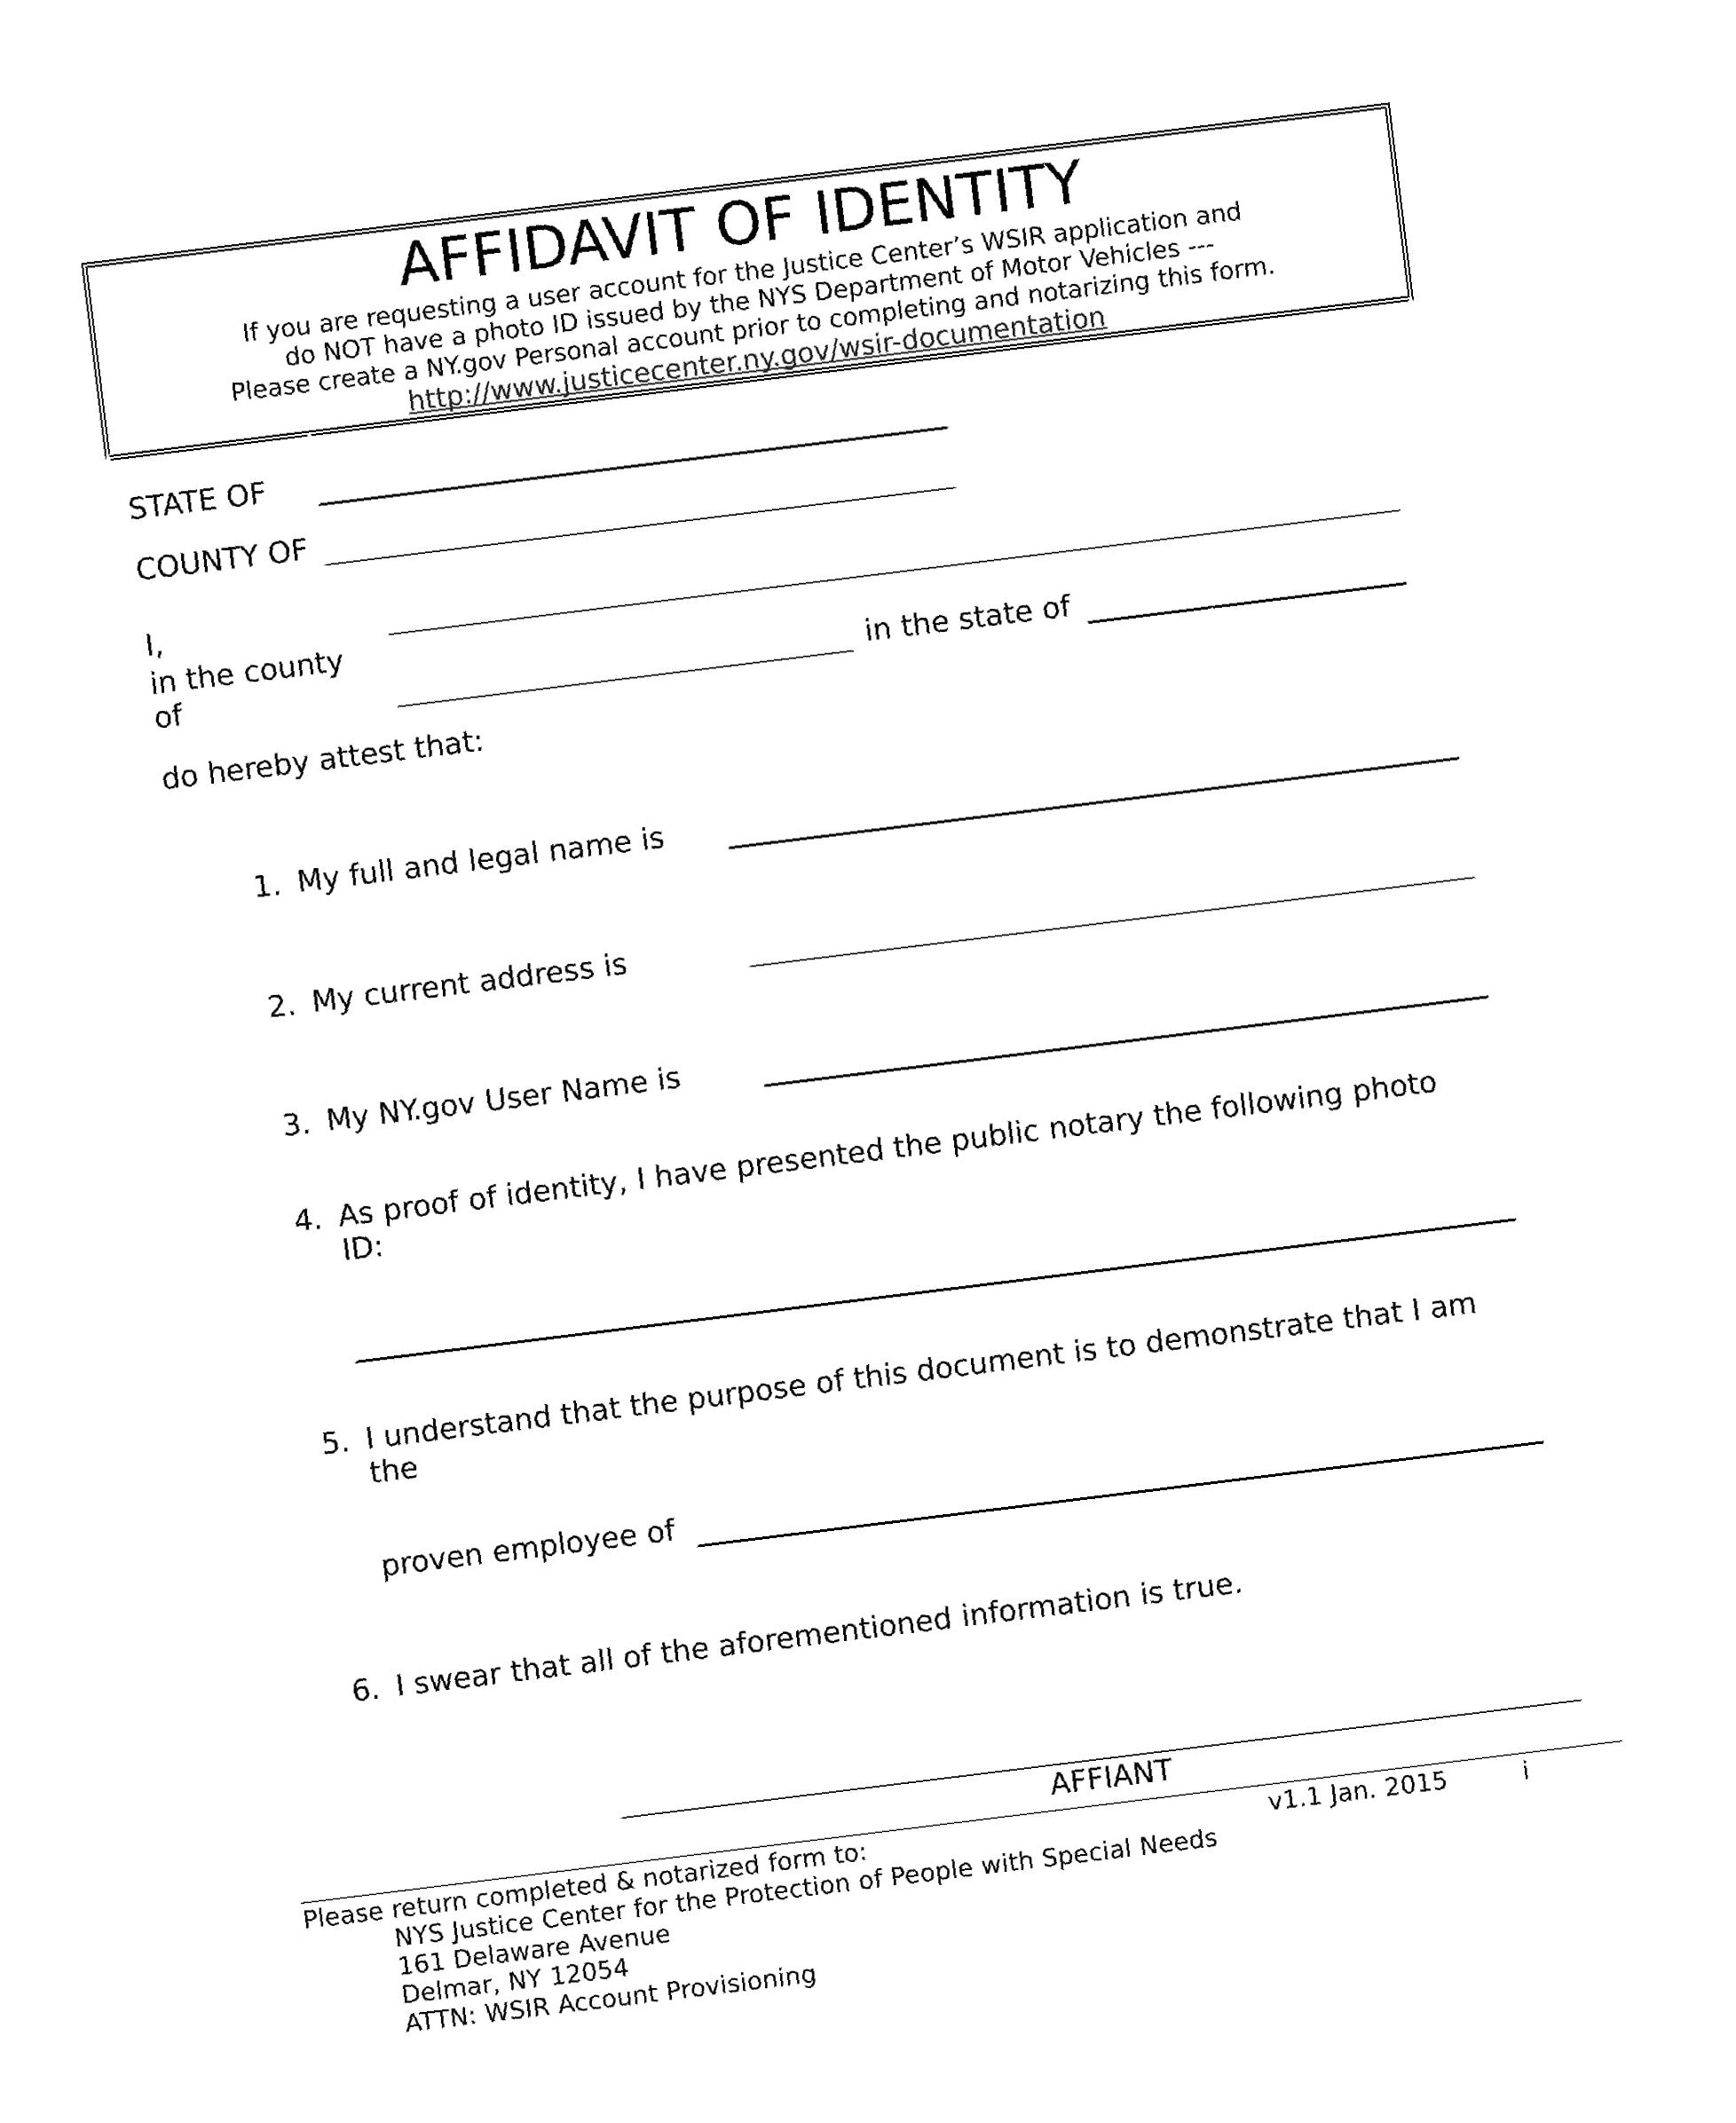 AFFIDAVIT OF IDENTITY
If you are requesting a user account for the Justice Center’s WSIR application and
do NOT have a photo ID issued by the NYS Department of Motor Vehicles ---
Please create a NY.gov Personal account prior to completing and notarizing this form.
http://www.justicecenter.ny.gov/wsir-documentation
STATE OF
COUNTY OF
I,
in the county
of
in the state of
do hereby attest that:
1. My full and legal name is
2. My current address is
3. My NY.gov User Name is
4. As proof of identity, I have presented the public notary the following photo
ID:
5. I understand that the purpose of this document is to demonstrate that I am
the
proven employee of
6. I swear that all of the aforementioned information is true.
AFFIANT
v1.1 Jan. 2015 i
Please return completed & notarized form to:
NYS Justice Center for the Protection of People with Special Needs
161 Delaware Avenue
Delmar, NY 12054
ATTN: WSIR Account Provisioning